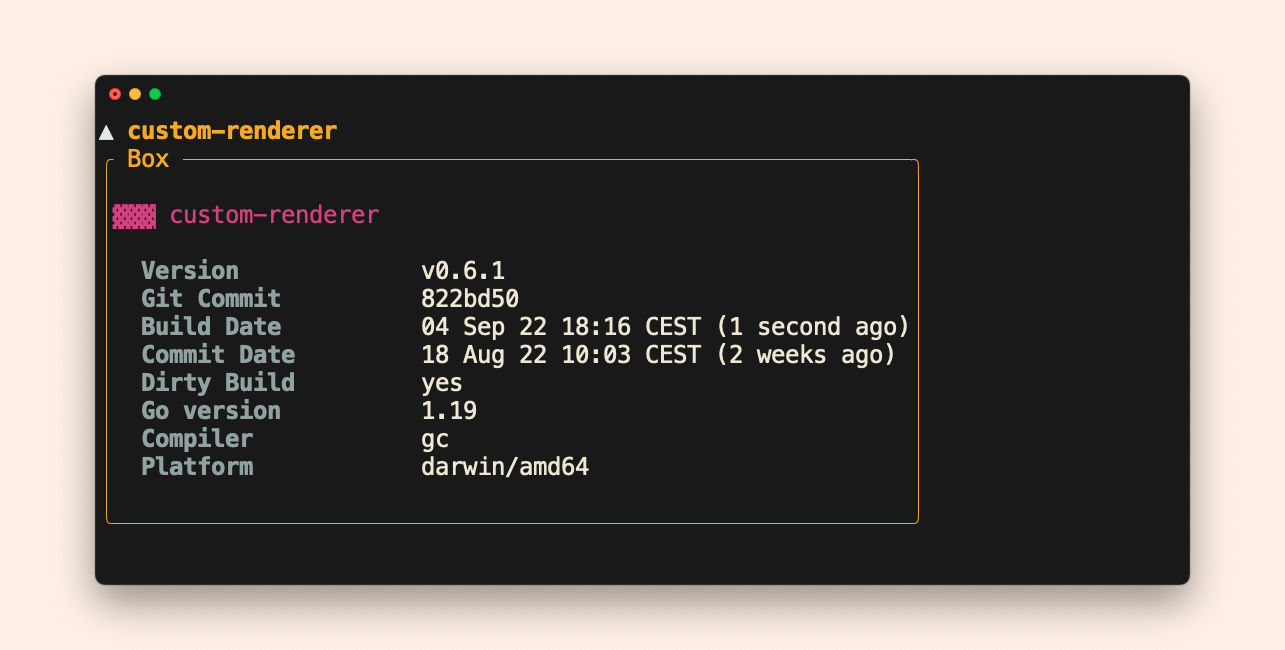 ▲ custom-renderer
Box
▓▓▓ custom-renderer
Version v0.6.1
Git Commit 822bd50
Build Date 04 Sep 22 18:16 CEST (1 second ago)
Commit Date 18 Aug 22 10:03 CEST (2 weeks ago)
Dirty Build yes
Go version 1.19
Compiler gc
Platform darwin/amd64